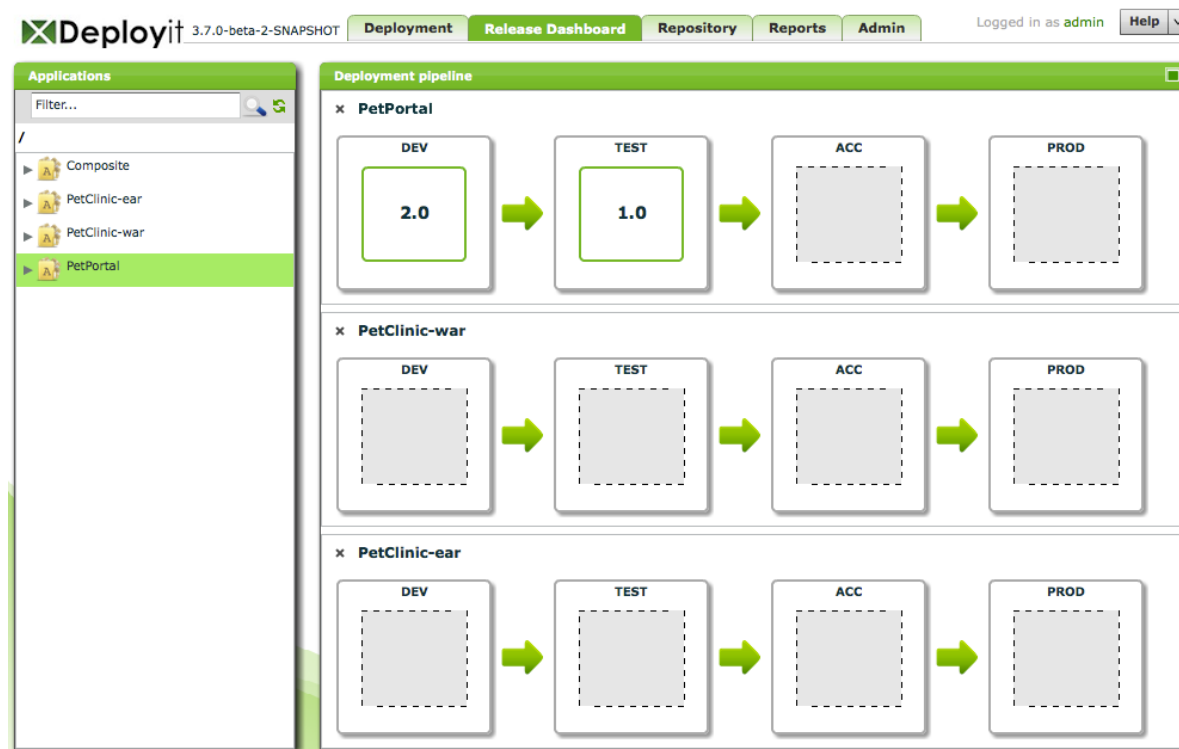 Deployit 3.7.0-beta-2-SNAPSHOT Deployment Release Dashboard Repository Reports Admin Logged in as admin Help
Applications
Filter...
/
Composite
PetClinic-ear
PetClinic-war
PetPortal
Deployment pipeline
× PetPortal
DEV TEST ACC PROD
2.0 1.0
× PetClinic-war
DEV TEST ACC PROD
× PetClinic-ear
DEV TEST ACC PROD